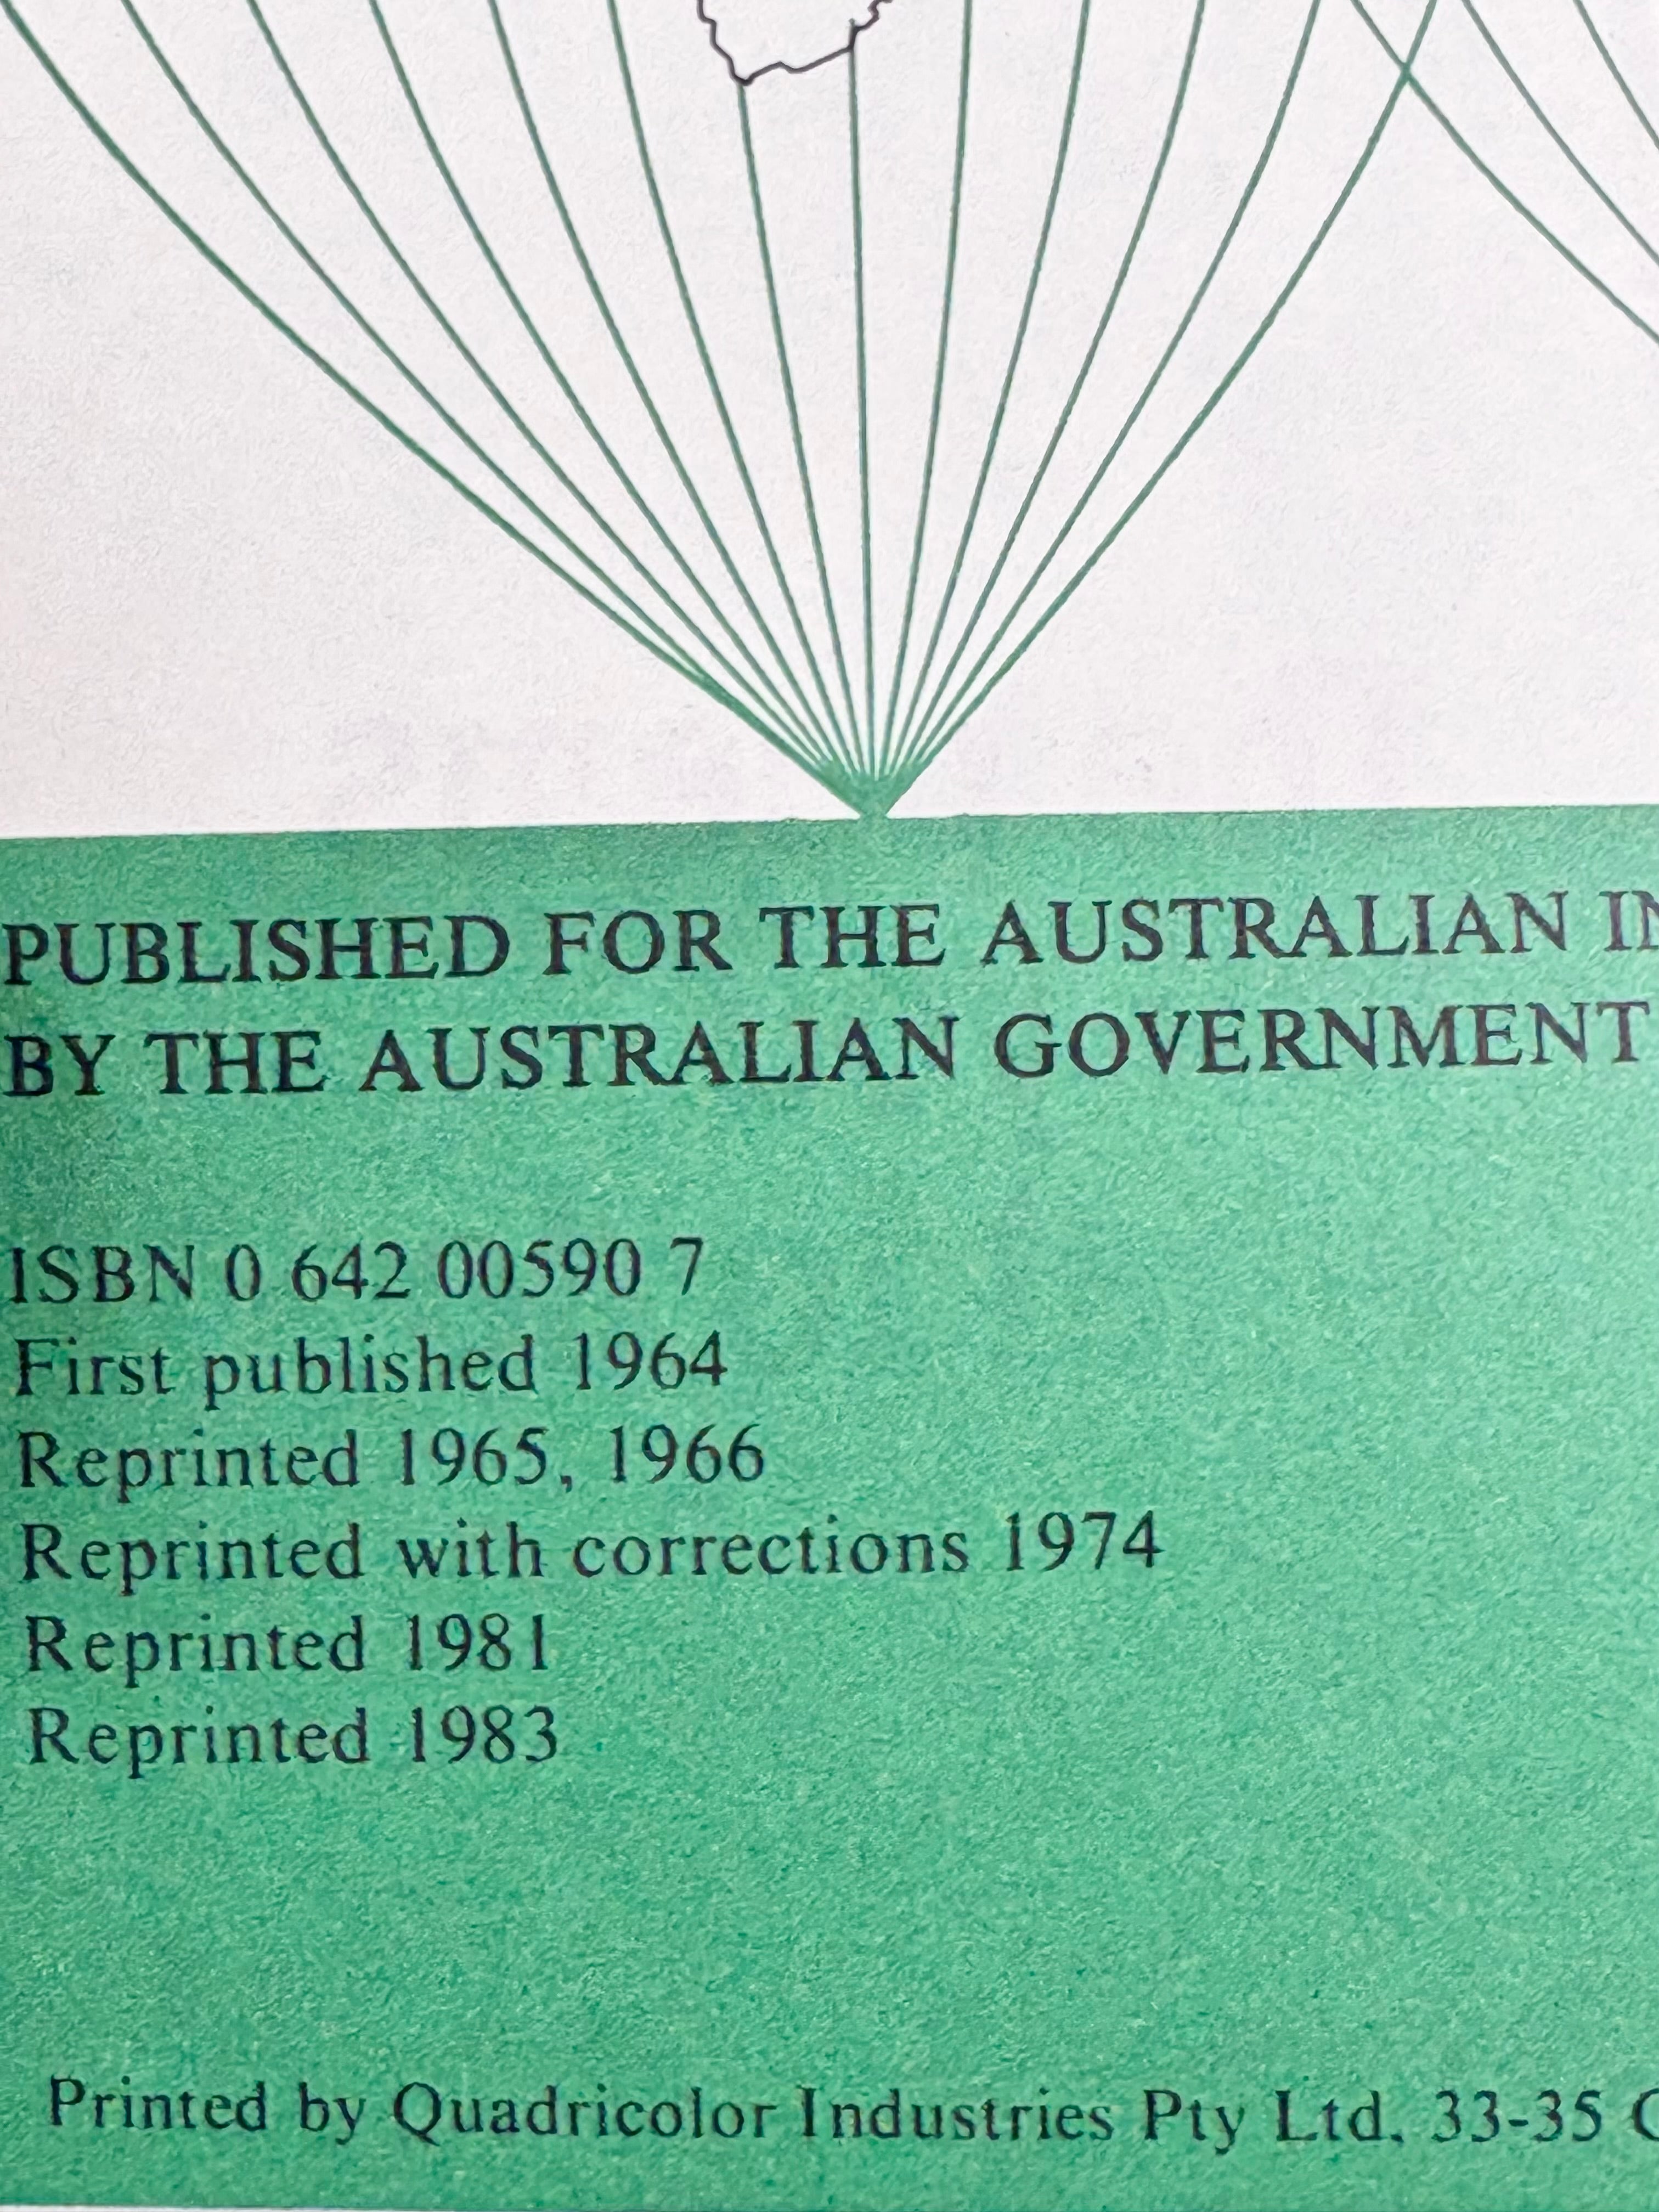 PUBLISHED FOR THE AUSTRALIAN
BY THE AUSTRALIAN GOVERNMENT
ISBN 0 642 00590 7
First published 1964
Reprinted 1965, 1966
Reprinted with corrections 1974
Reprinted 1981
Reprinted 1983
Printed by Quadricolor Industries Pty Ltd. 33-35